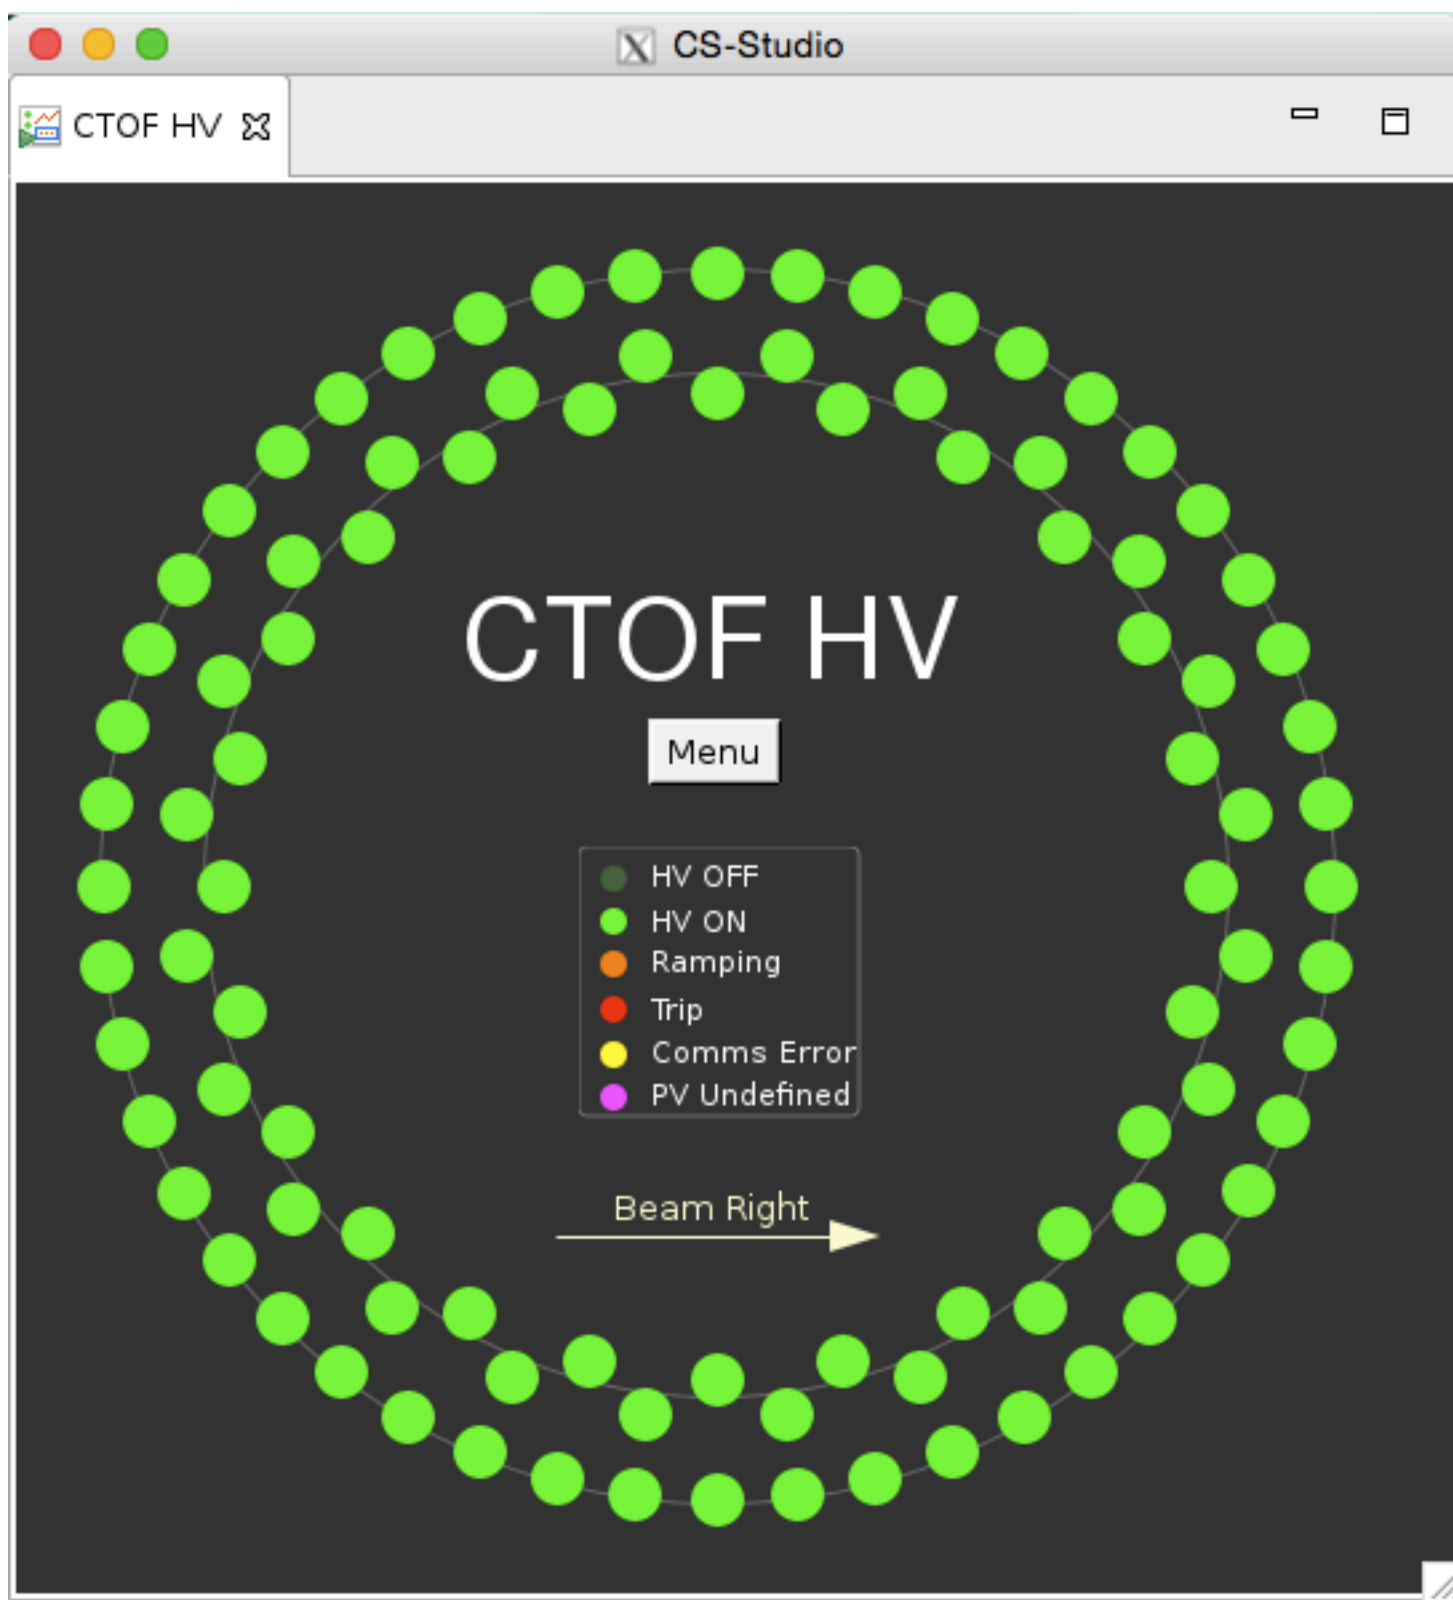 CS-Studio
CTOF HV
CTOF HV
Menu
HV OFF
HV ON
Ramping
Trip
Comms Error
PV Undefined
Beam Right